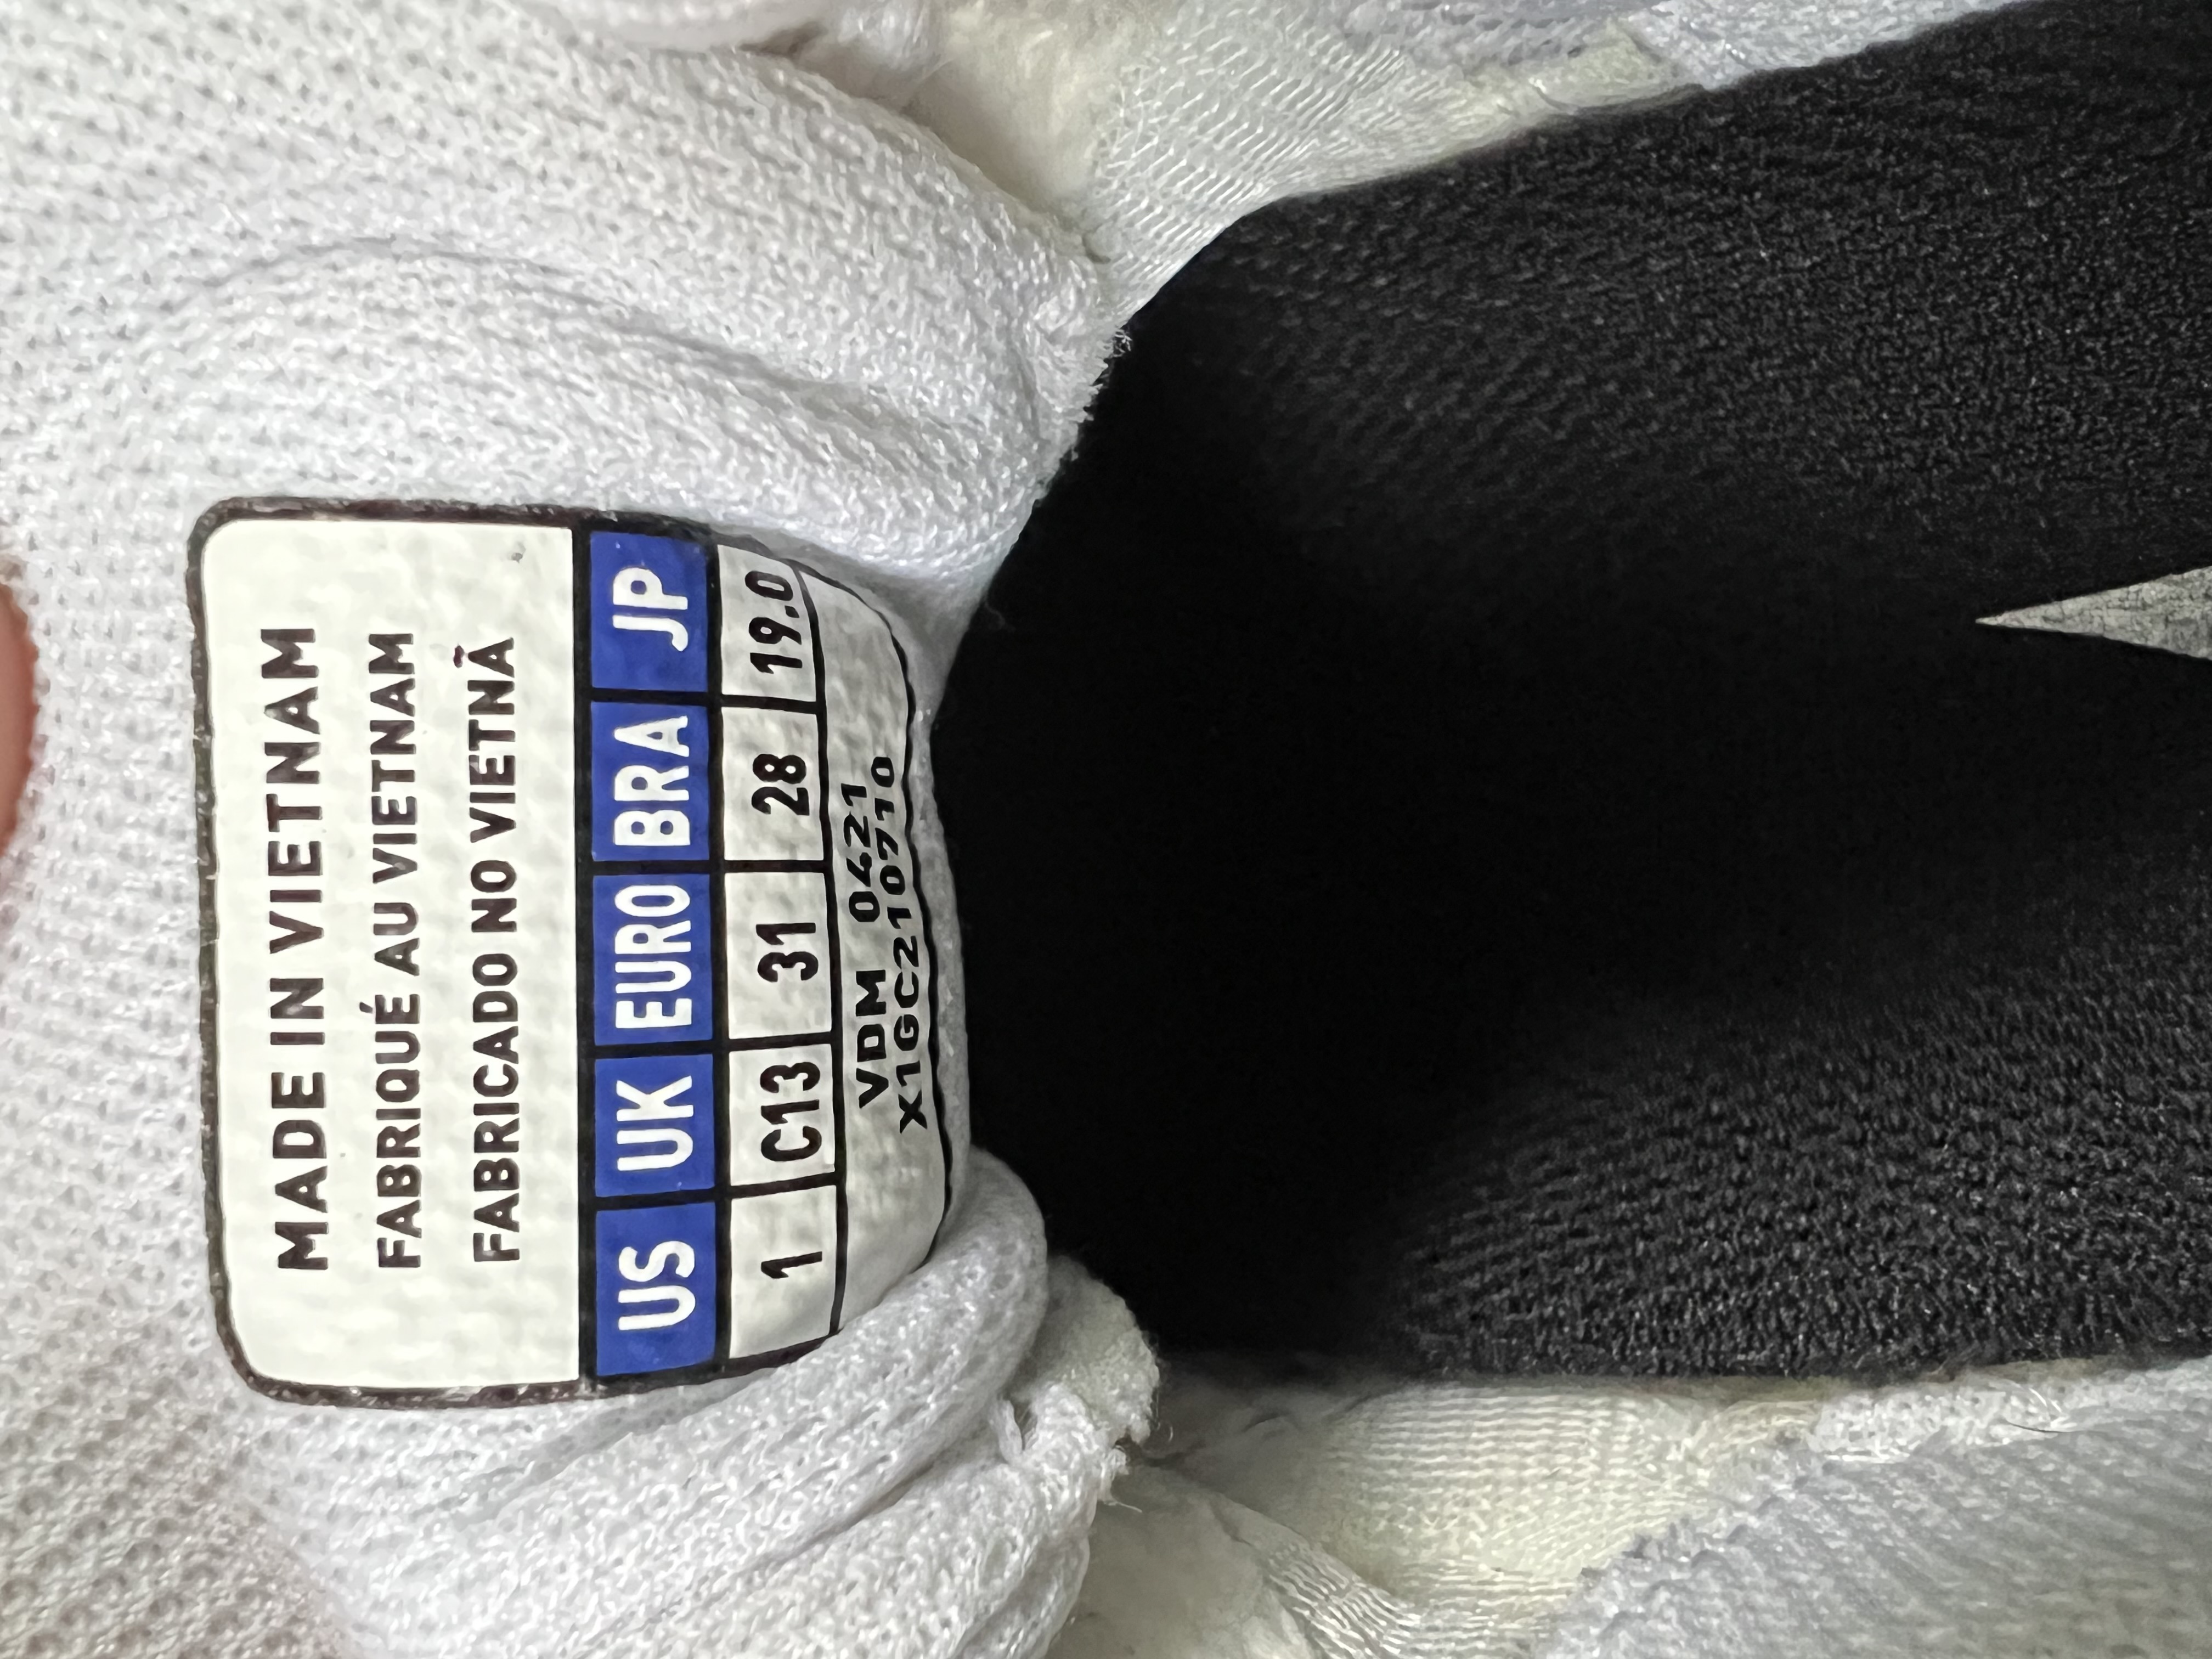 MADE IN VIETNAM
FABRIQUÉ AU VIETNAM
FABRICADO NO VIETNÃ
US UK EURO BRA JP
1 C13 31 28 19.0
VDM 0421
X1GC210710